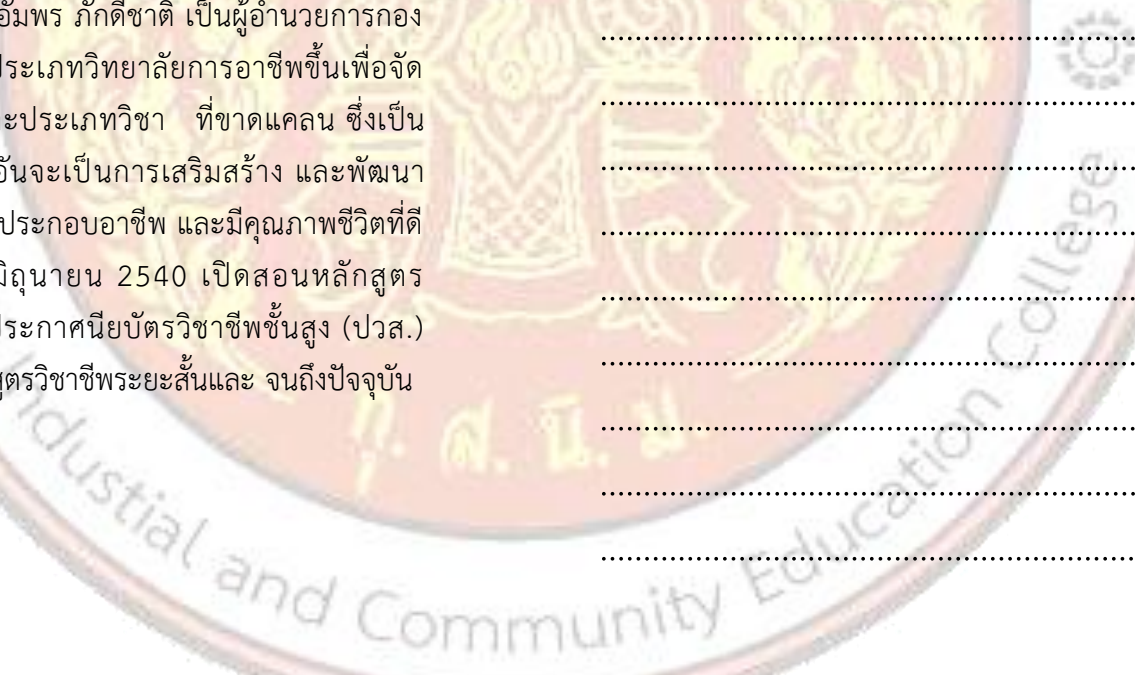 อัมพร ภักดีชาติ เป็นผู้อำนวยการกอง
ประเภทวิทยาลัยการอาชีพขึ้นเพื่อจัด
ะประเภทวิชา ที่ขาดแคลน ซึ่งเป็น
อันจะเป็นการเสริมสร้าง และพัฒนา
ประกอบอาชีพ และมีคุณภาพชีวิตที่ดี
มิถุนายน 2540 เปิดสอนหลักสูตร
ประกาศนียบัตรวิชาชีพชั้นสูง (ปวส.)
สูตรวิชาชีพระยะสั้นและ จนถึงปัจจุบัน
ทุ. ส. นิ. ม.
dustial and Community Education College